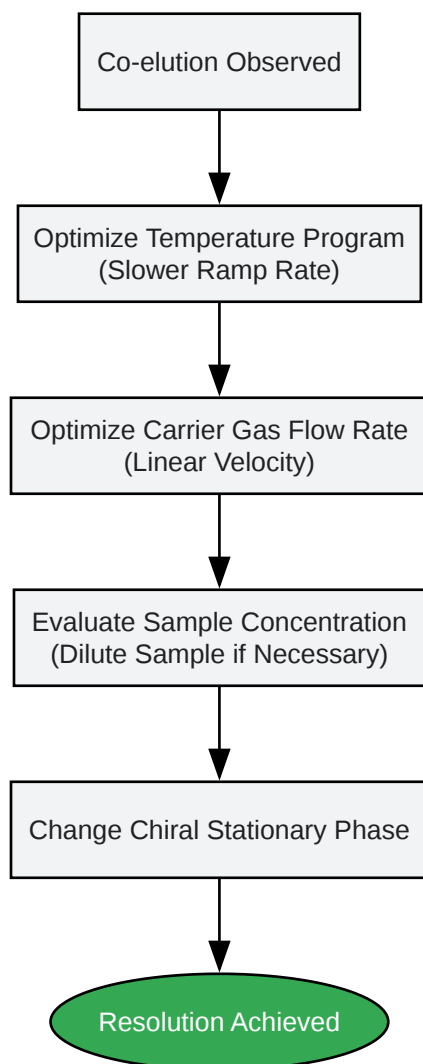 Co-elution Observed
Optimize Temperature Program
(Slower Ramp Rate)
Optimize Carrier Gas Flow Rate
(Linear Velocity)
Evaluate Sample Concentration
(Dilute Sample if Necessary)
Change Chiral Stationary Phase
Resolution Achieved